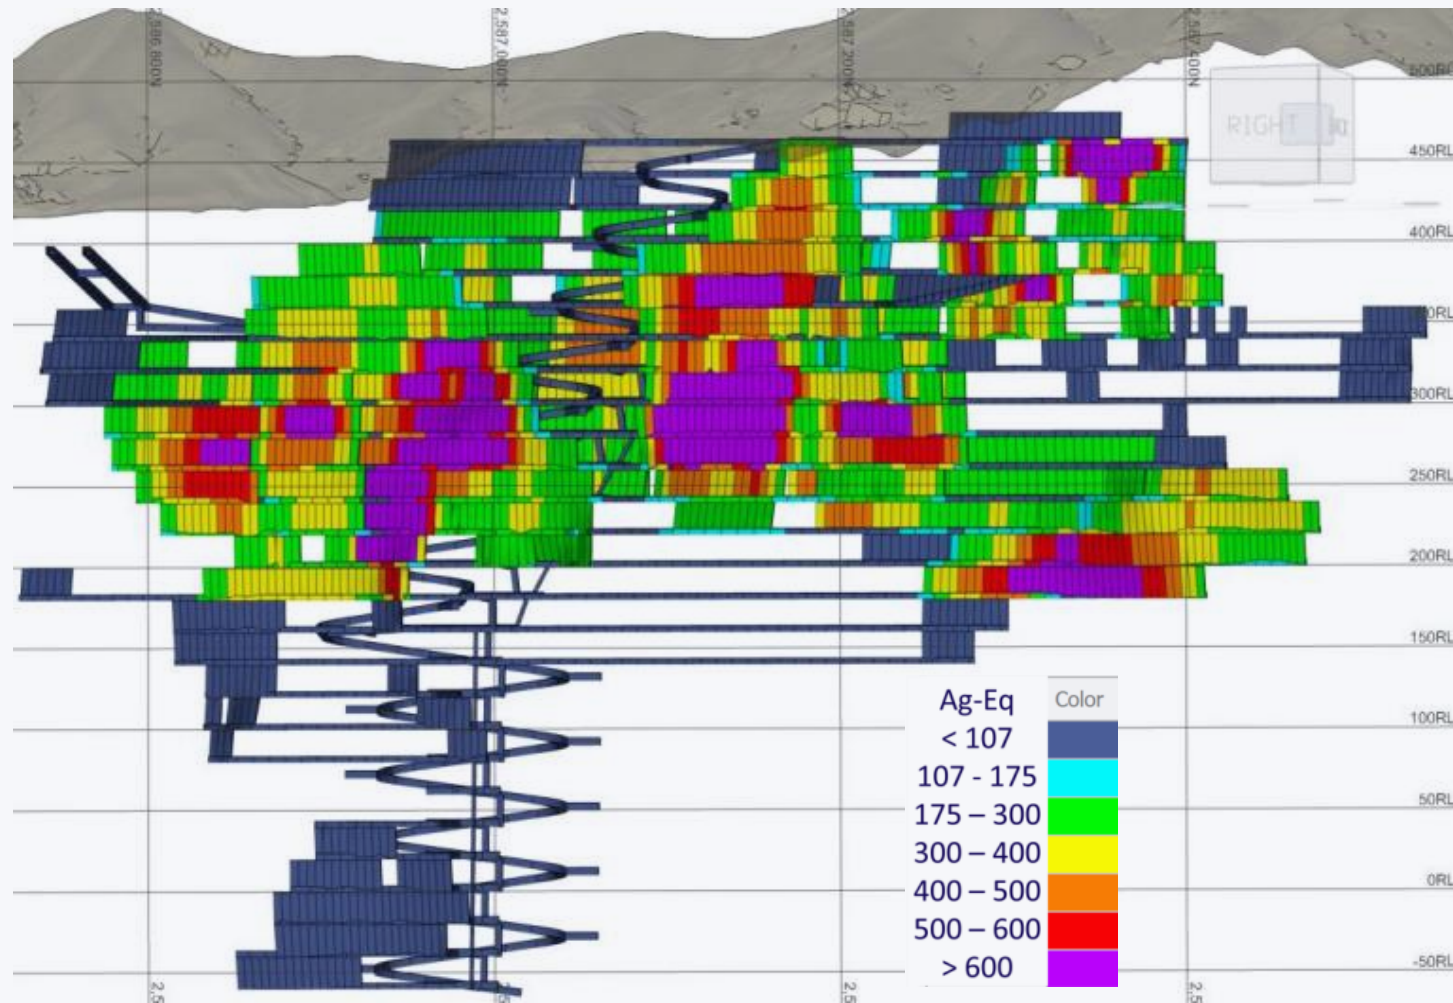 2,586,800N
2,587,000N
2,587,200N
2,587,400N
500RL
RIGHT
450RL
400RL
300RL
250RL
200RL
150RL
100RL
50RL
0RL
-50RL
Ag-Eq Color
< 107
107 - 175
175 – 300
300 – 400
400 – 500
500 – 600
> 600